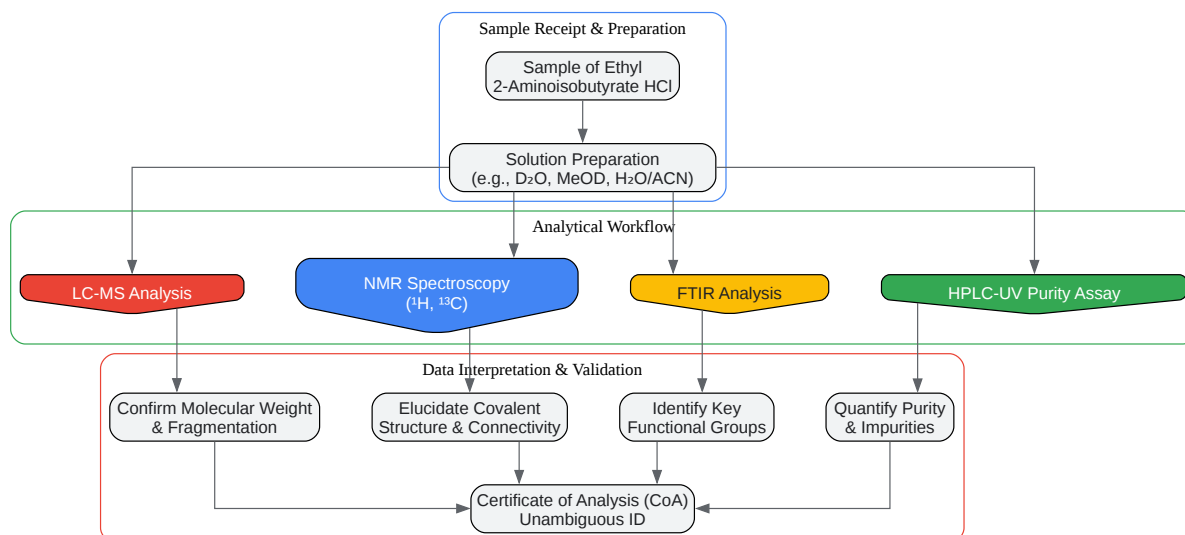 Sample Receipt & Preparation
Sample of Ethyl
2-Aminoisobutyrate HCl
Solution Preparation
(e.g., D₂O, MeOD, H₂O/ACN)
Analytical Workflow
LC-MS Analysis
NMR Spectroscopy
(¹H, ¹³C)
FTIR Analysis
HPLC-UV Purity Assay
Data Interpretation & Validation
Confirm Molecular Weight
& Fragmentation
Elucidate Covalent
Structure & Connectivity
Identify Key
Functional Groups
Quantify Purity
& Impurities
Certificate of Analysis (CoA)
Unambiguous ID